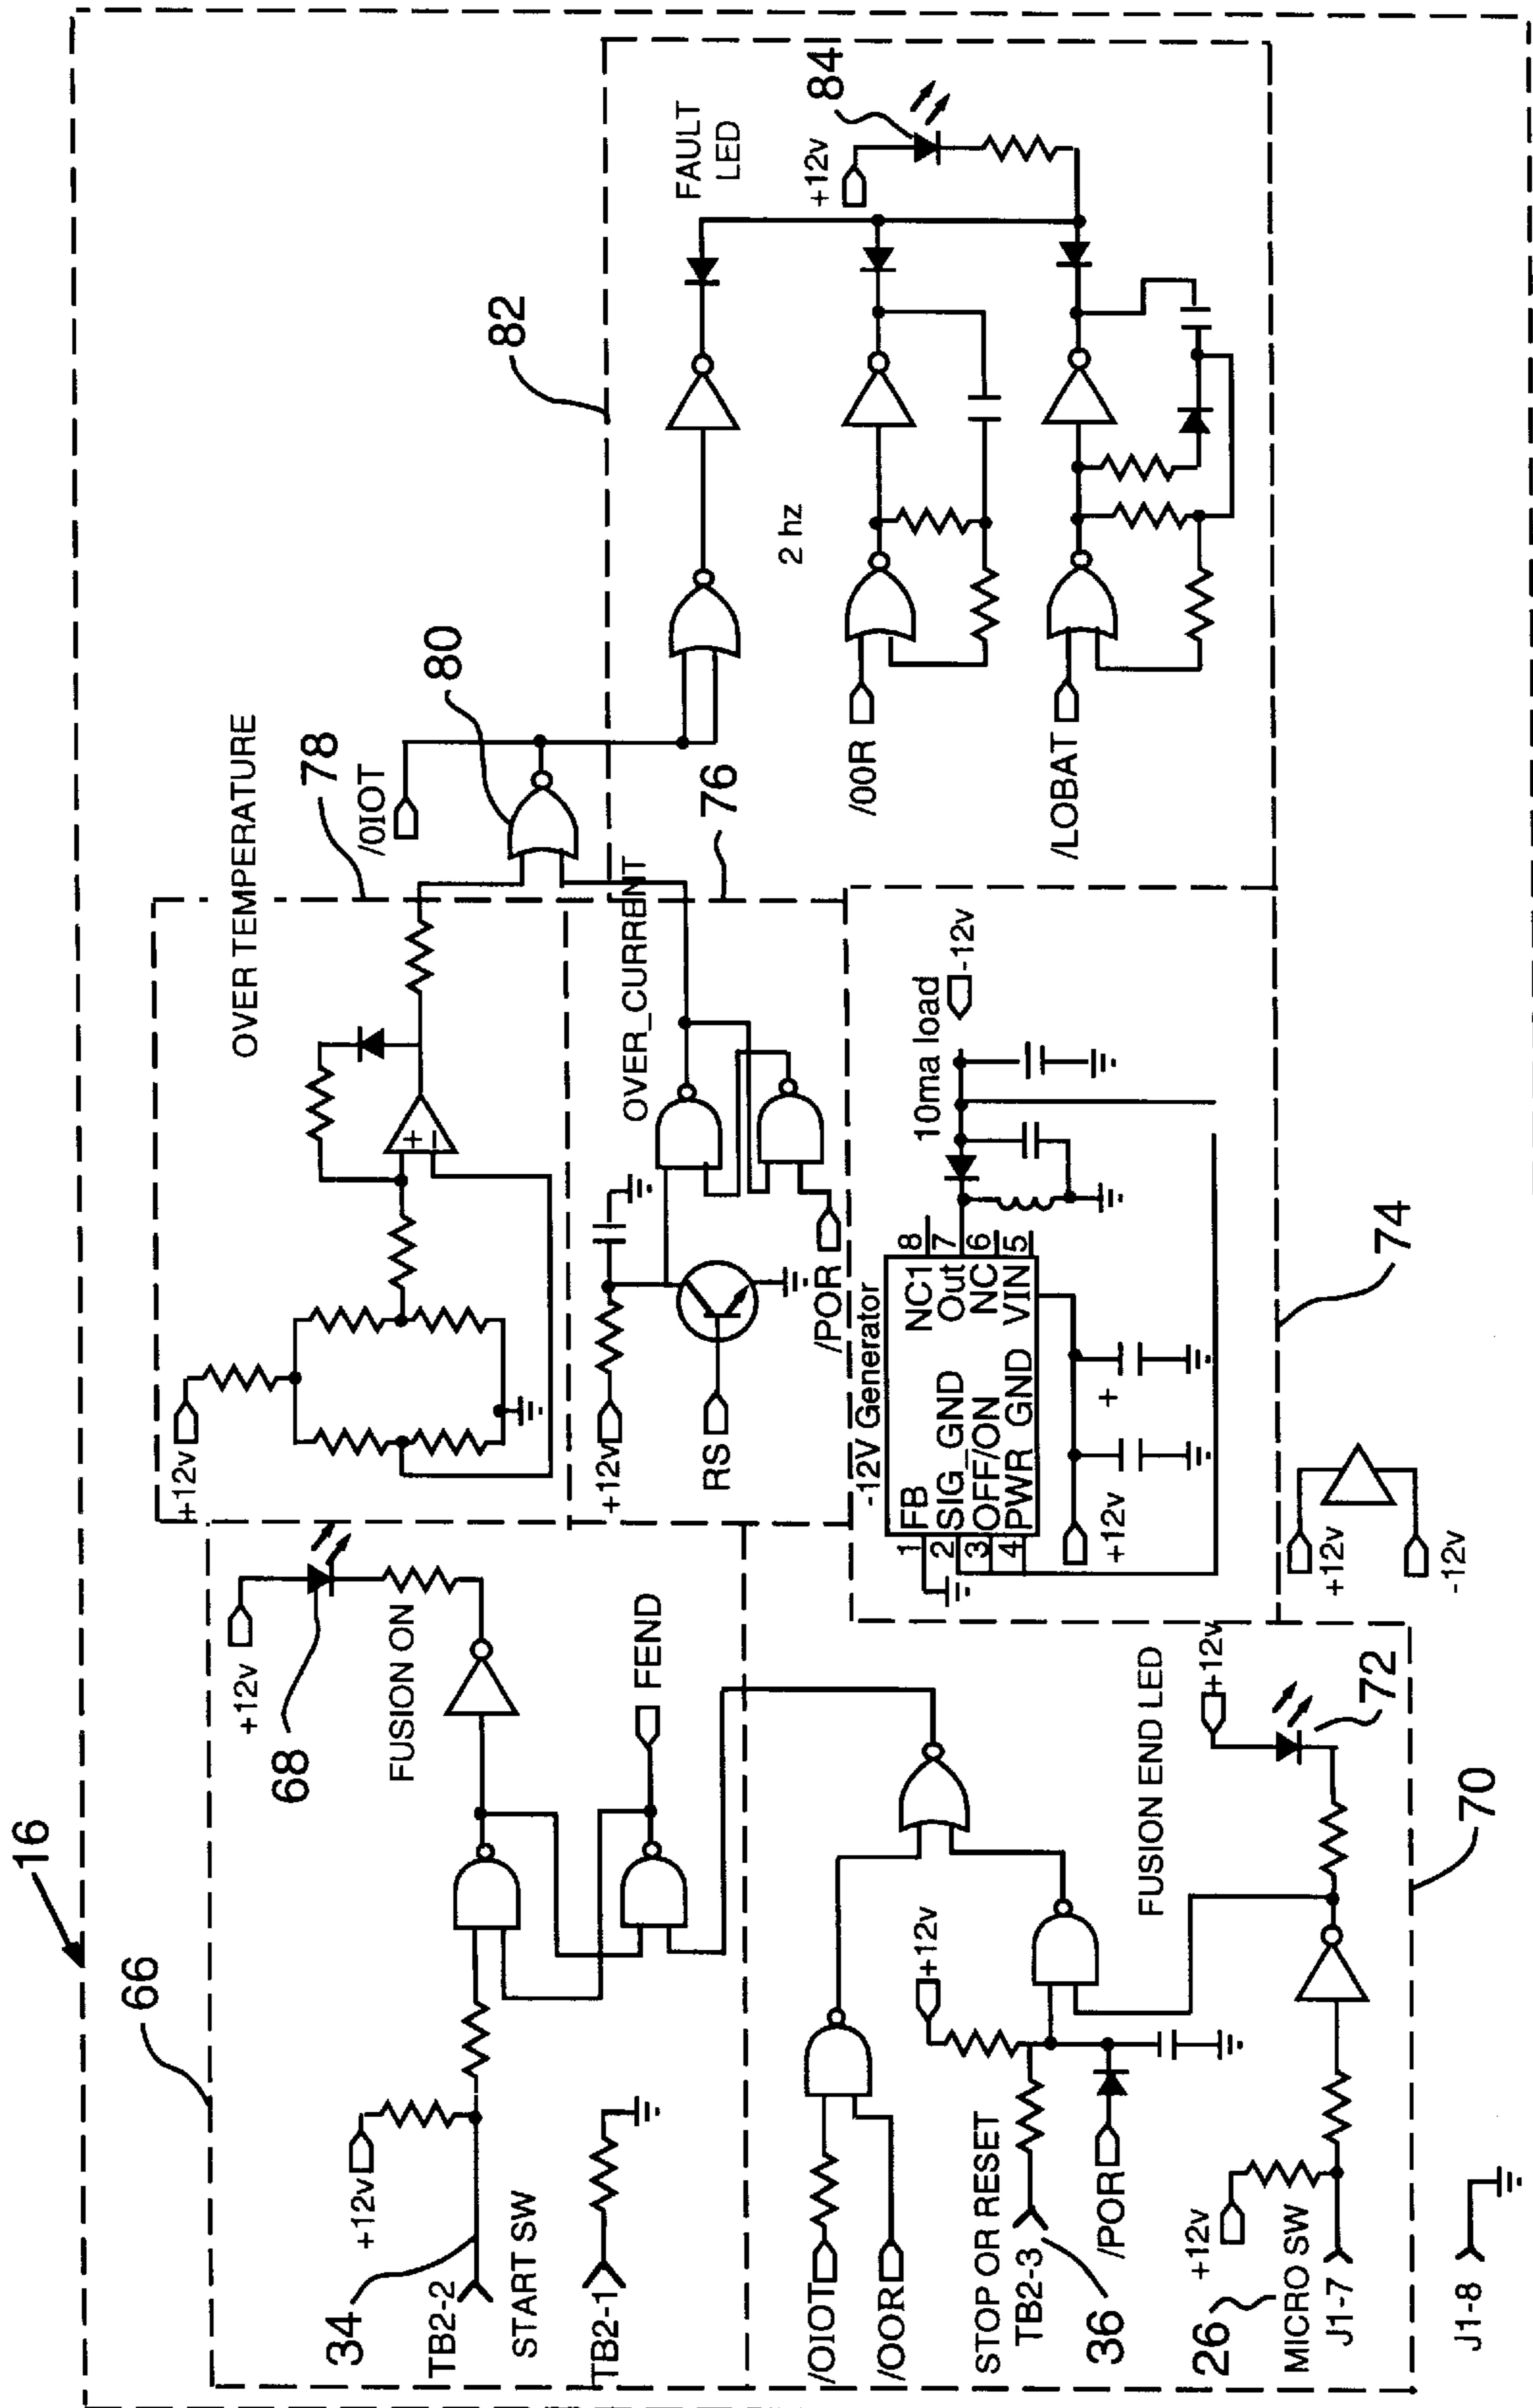 16
66
34
TB2-2
START SW
+12v
TB2-1
68
+12v
FUSION ON
FEND
+12v
OVER TEMPERATURE
78
/0IOT
80
82
+12v
RS
OVER_CURRENT
/POR
76
FAULT
LED
+12v
84
/00R
2 hz
/LOBAT
-12V Generator
1 FB
2 SIG_GND
3 OFF/ON
4 PWR GND
NC1 8
Out 7
NC 6
VIN 5
10ma load
-12v
+12v
+
74
+12v
-12v
/OIOT
/OOR
STOP OR RESET
TB2-3
36
+12v
/POR
26
MICRO SW
J1-7
+12v
FUSION END LED
+12v
72
70
J1-8
+
-